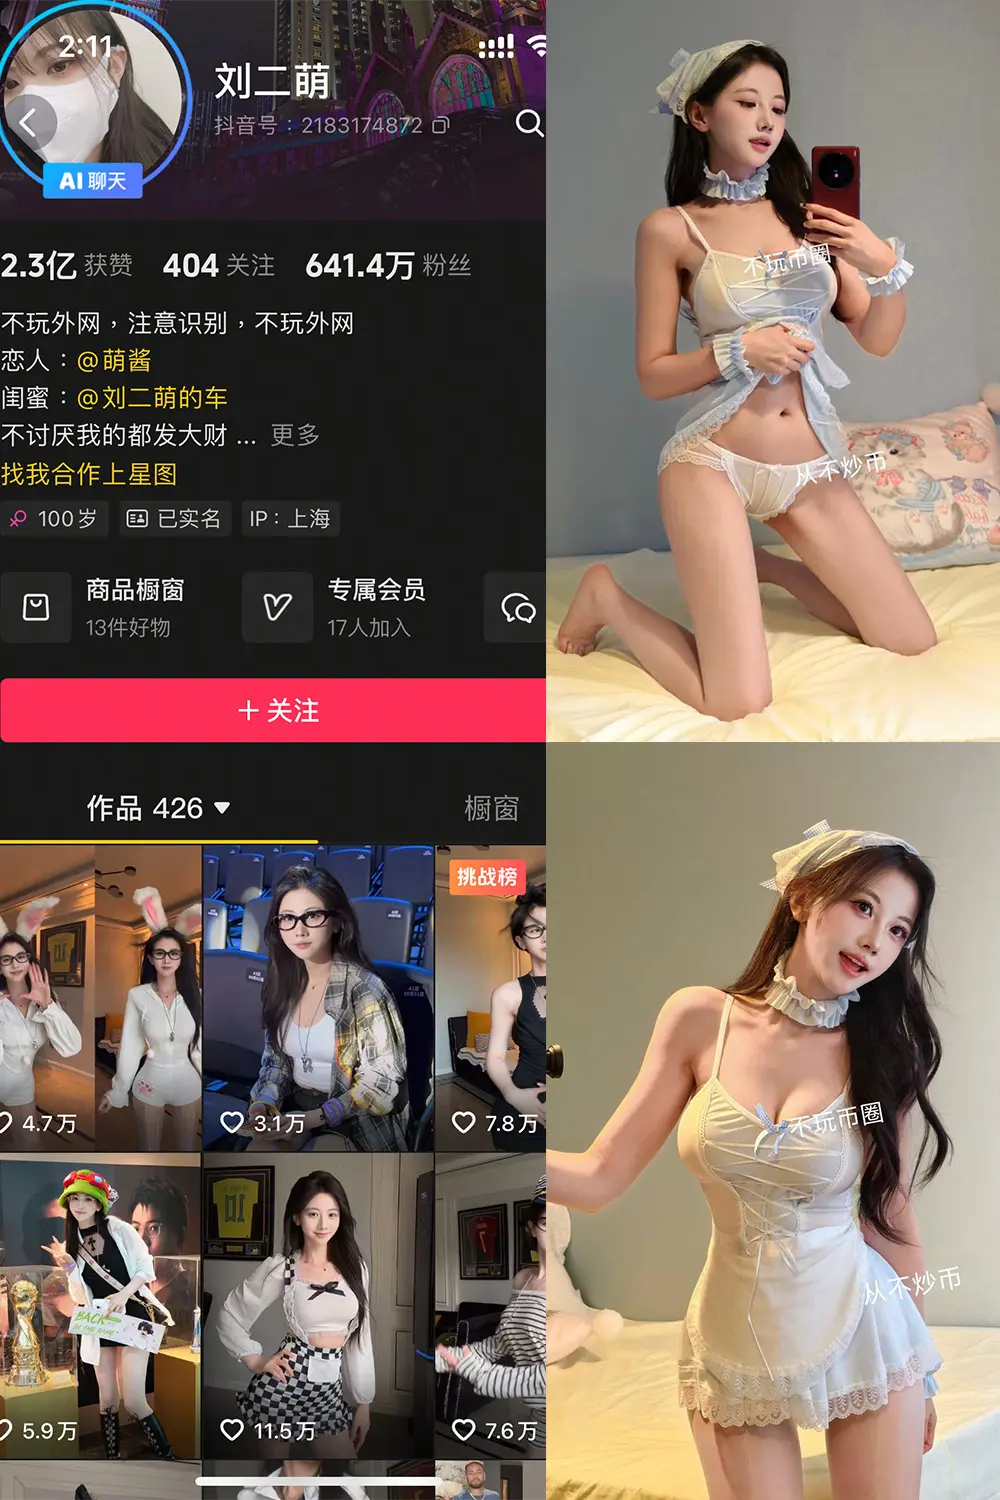 2:11
刘二萌
抖音号：2183174872
AI 聊天
2.3亿 获赞 404 关注 641.4万 粉丝
不玩外网，注意识别，不玩外网
恋人：@萌酱
闺蜜：@刘二萌的车
不讨厌我的都发大财 ... 更多
找我合作上星图
100岁 已实名 IP：上海
商品橱窗
13件好物
专属会员
17人加入
+ 关注
作品 426 橱窗
挑战榜
4.7万 3.1万 7.8万
BACK
IN THE GAME
5.9万 11.5万 7.6万
不玩币圈
从不炒币
不玩币圈
从不炒币